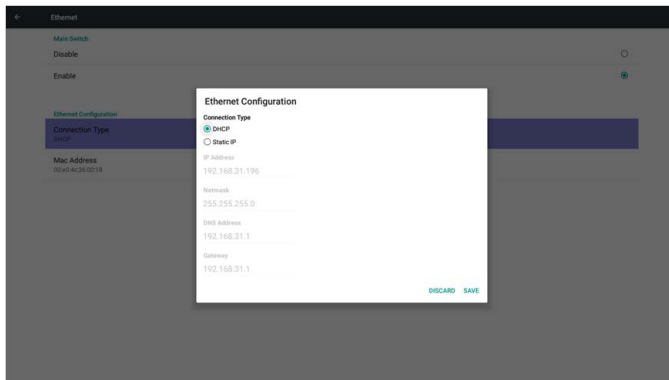 Ethernet
Main Switch
Disable
Enable
Ethernet Configuration
Connection Type
DHCP
Mac Address
00:e0:4c:36:00:18
Ethernet Configuration
Connection Type
DHCP
Static IP
IP Address
192.168.31.196
Netmask
255.255.255.0
DNS Address
192.168.31.1
Gateway
192.168.31.1
DISCARD SAVE